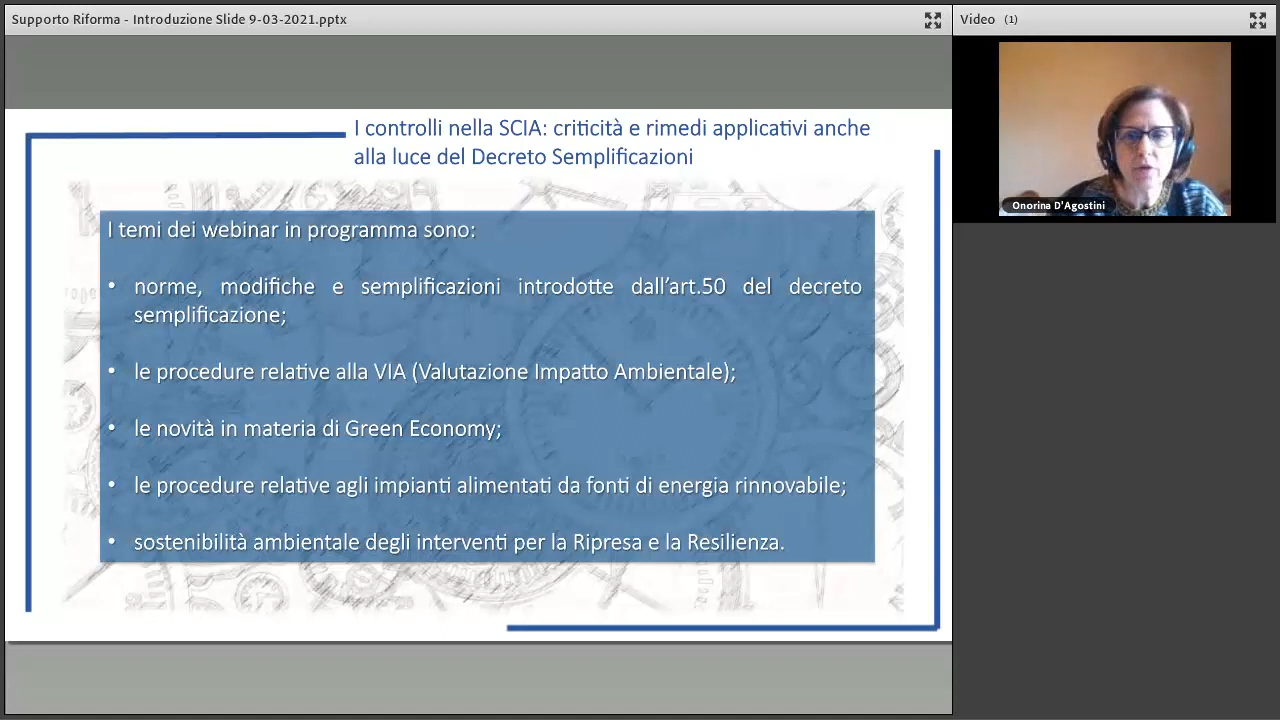 Supporto Riforma - Introduzione Slide 9-03-2021.pptx
Video (1)
I controlli nella SCIA: criticità e rimedi applicativi anche
alla luce del Decreto Semplificazioni
I temi dei webinar in programma sono:
• norme, modifiche e semplificazioni introdotte dall'art.50 del decreto
semplificazione;
• le procedure relative alla VIA (Valutazione Impatto Ambientale);
• le novità in materia di Green Economy;
• le procedure relative agli impianti alimentati da fonti di energia rinnovabile;
• sostenibilità ambientale degli interventi per la Ripresa e la Resilienza.
Onorina D'Agostini